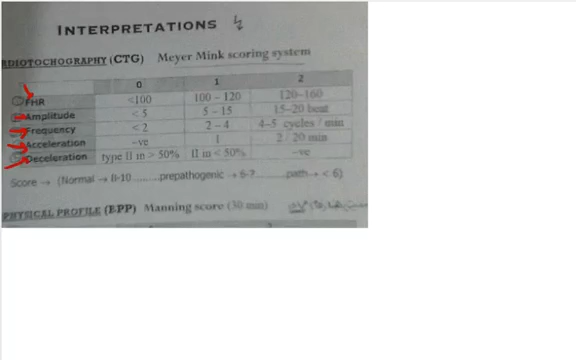 INTERPRETATIONS
RDIOTOCHOGRAPHY (CTG) Meyer Mink scoring system
0 1 2
① FHR <100 100 – 120 120–160
Amplitude < 5 5 – 15 15–20 beat
Frequency < 2 2 – 4 4–5 cycles / min
Acceleration –ve 1 2 / 20 min
Deceleration type II m > 50% II m < 50% –ve
Score → (Normal → 8-10.........prepathogenic → 6-7 .........path → < 6)
PHYSICAL PROFILE (BPP) Manning score (30 min)